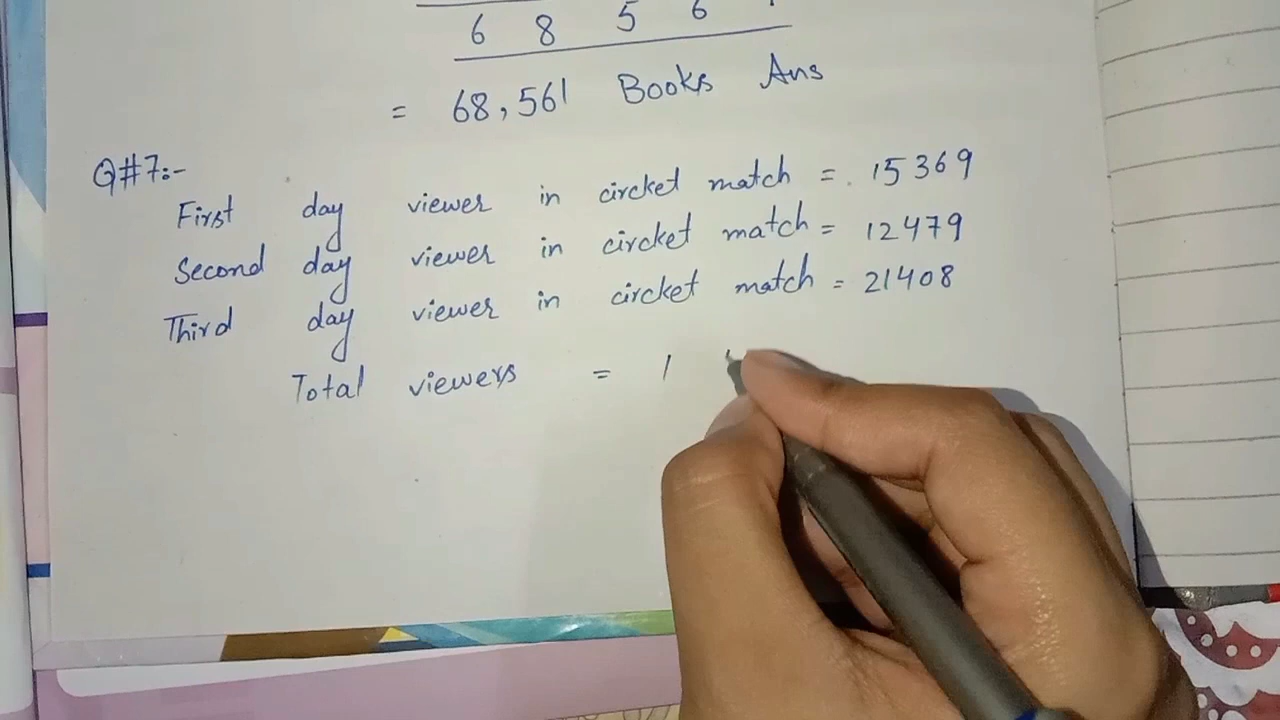 6 8 5 6
= 68,561 Books Ans
Q#7:-
First day viewer in circket match = 15369
Second day viewer in circket match = 12479
Third day viewer in circket match = 21408
Total viewers = 1